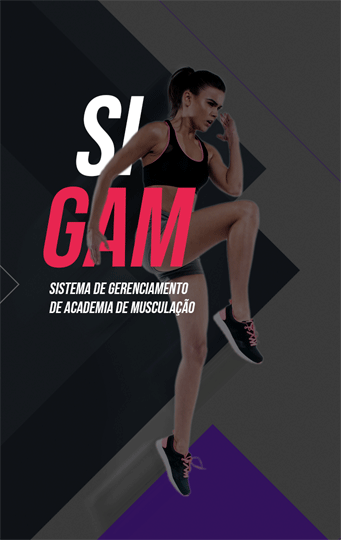 SI
GAM
SISTEMA DE GERENCIAMENTO
DE ACADEMIA DE MUSCULAÇÃO